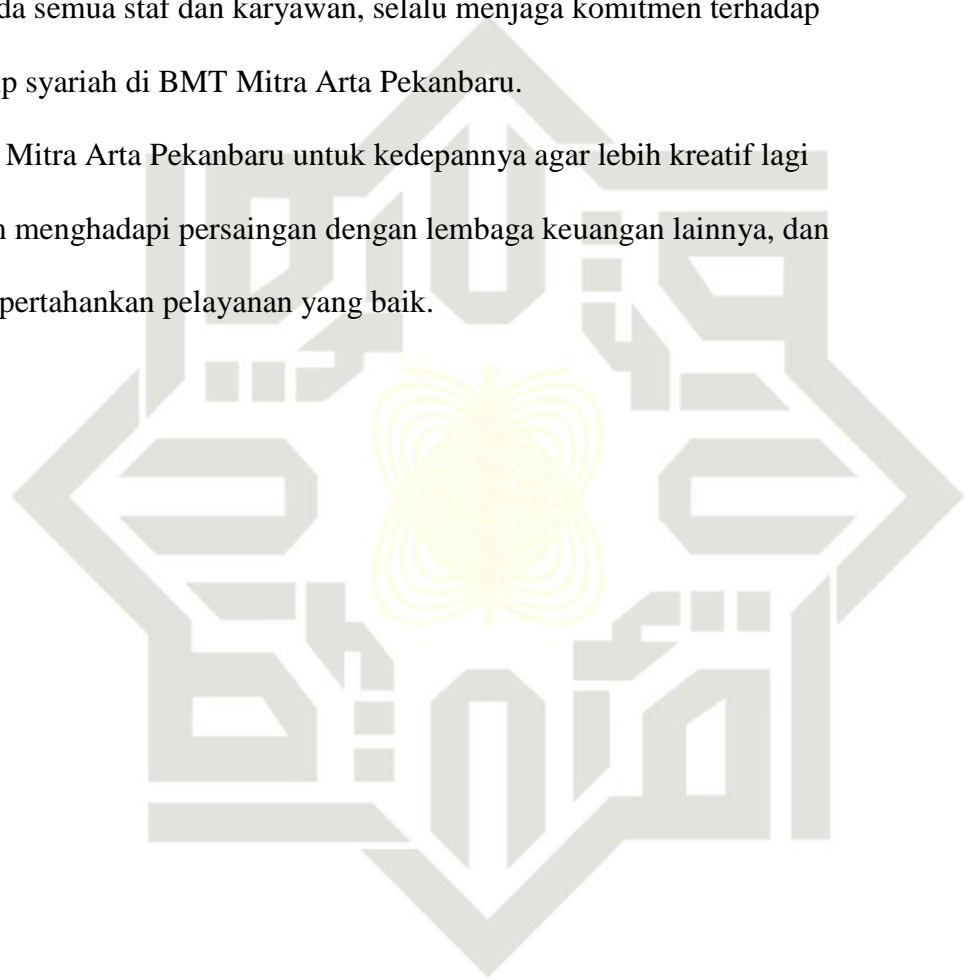 da semua staf dan karyawan, selalu menjaga komitmen terhadap
p syariah di BMT Mitra Arta Pekanbaru.
Mitra Arta Pekanbaru untuk kedepannya agar lebih kreatif lagi
menghadapi persaingan dengan lembaga keuangan lainnya, dan
pertahankan pelayanan yang baik.